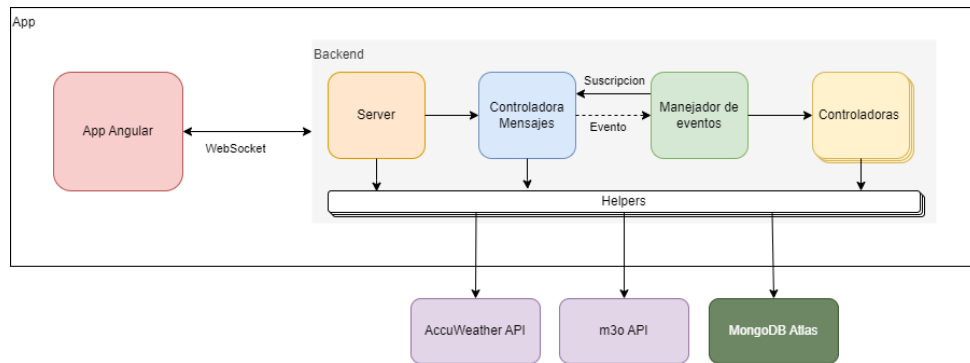 App
Backend
App Angular
WebSocket
Server
Controladora
Mensajes
Suscripcion
Evento
Manejador de
eventos
Controladoras
Helpers
AccuWeather API
m3o API
MongoDB Atlas